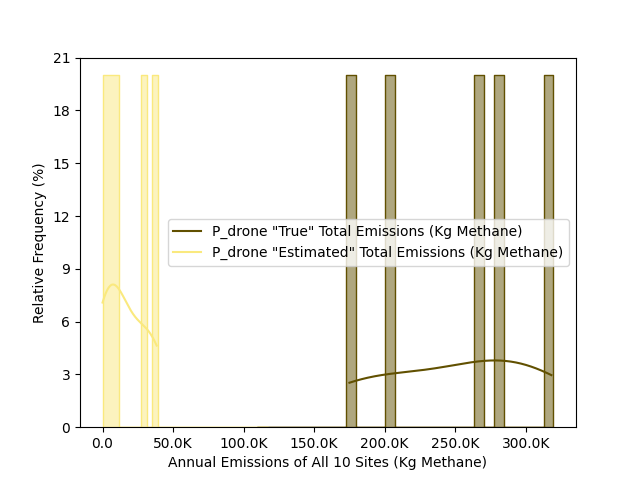 21
18
15
12
9
6
3
0
Relative Frequency (%)
P_drone "True" Total Emissions (Kg Methane)
P_drone "Estimated" Total Emissions (Kg Methane)
0.0 50.0K 100.0K 150.0K 200.0K 250.0K 300.0K
Annual Emissions of All 10 Sites (Kg Methane)